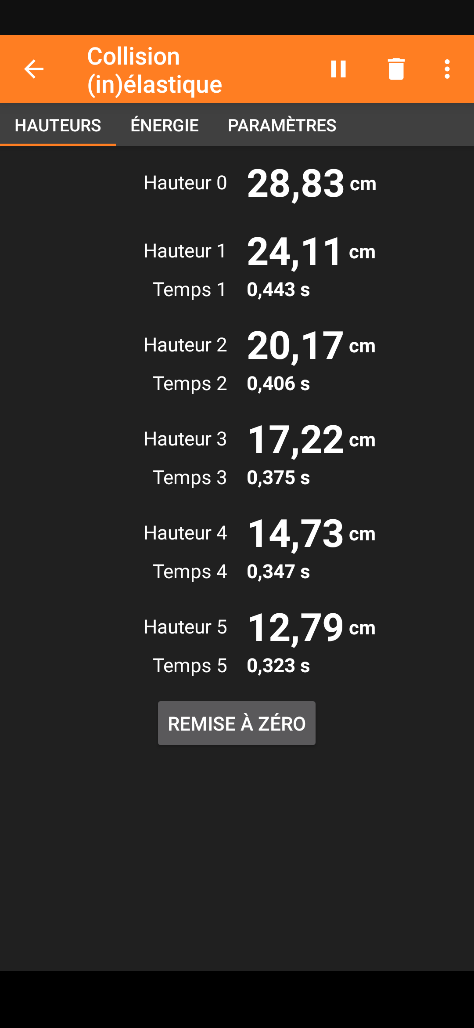 Collision
(in)élastique
HAUTEURS ÉNERGIE PARAMÈTRES
Hauteur 0 28,83 cm
Hauteur 1 24,11 cm
Temps 1 0,443 s
Hauteur 2 20,17 cm
Temps 2 0,406 s
Hauteur 3 17,22 cm
Temps 3 0,375 s
Hauteur 4 14,73 cm
Temps 4 0,347 s
Hauteur 5 12,79 cm
Temps 5 0,323 s
REMISE À ZÉRO